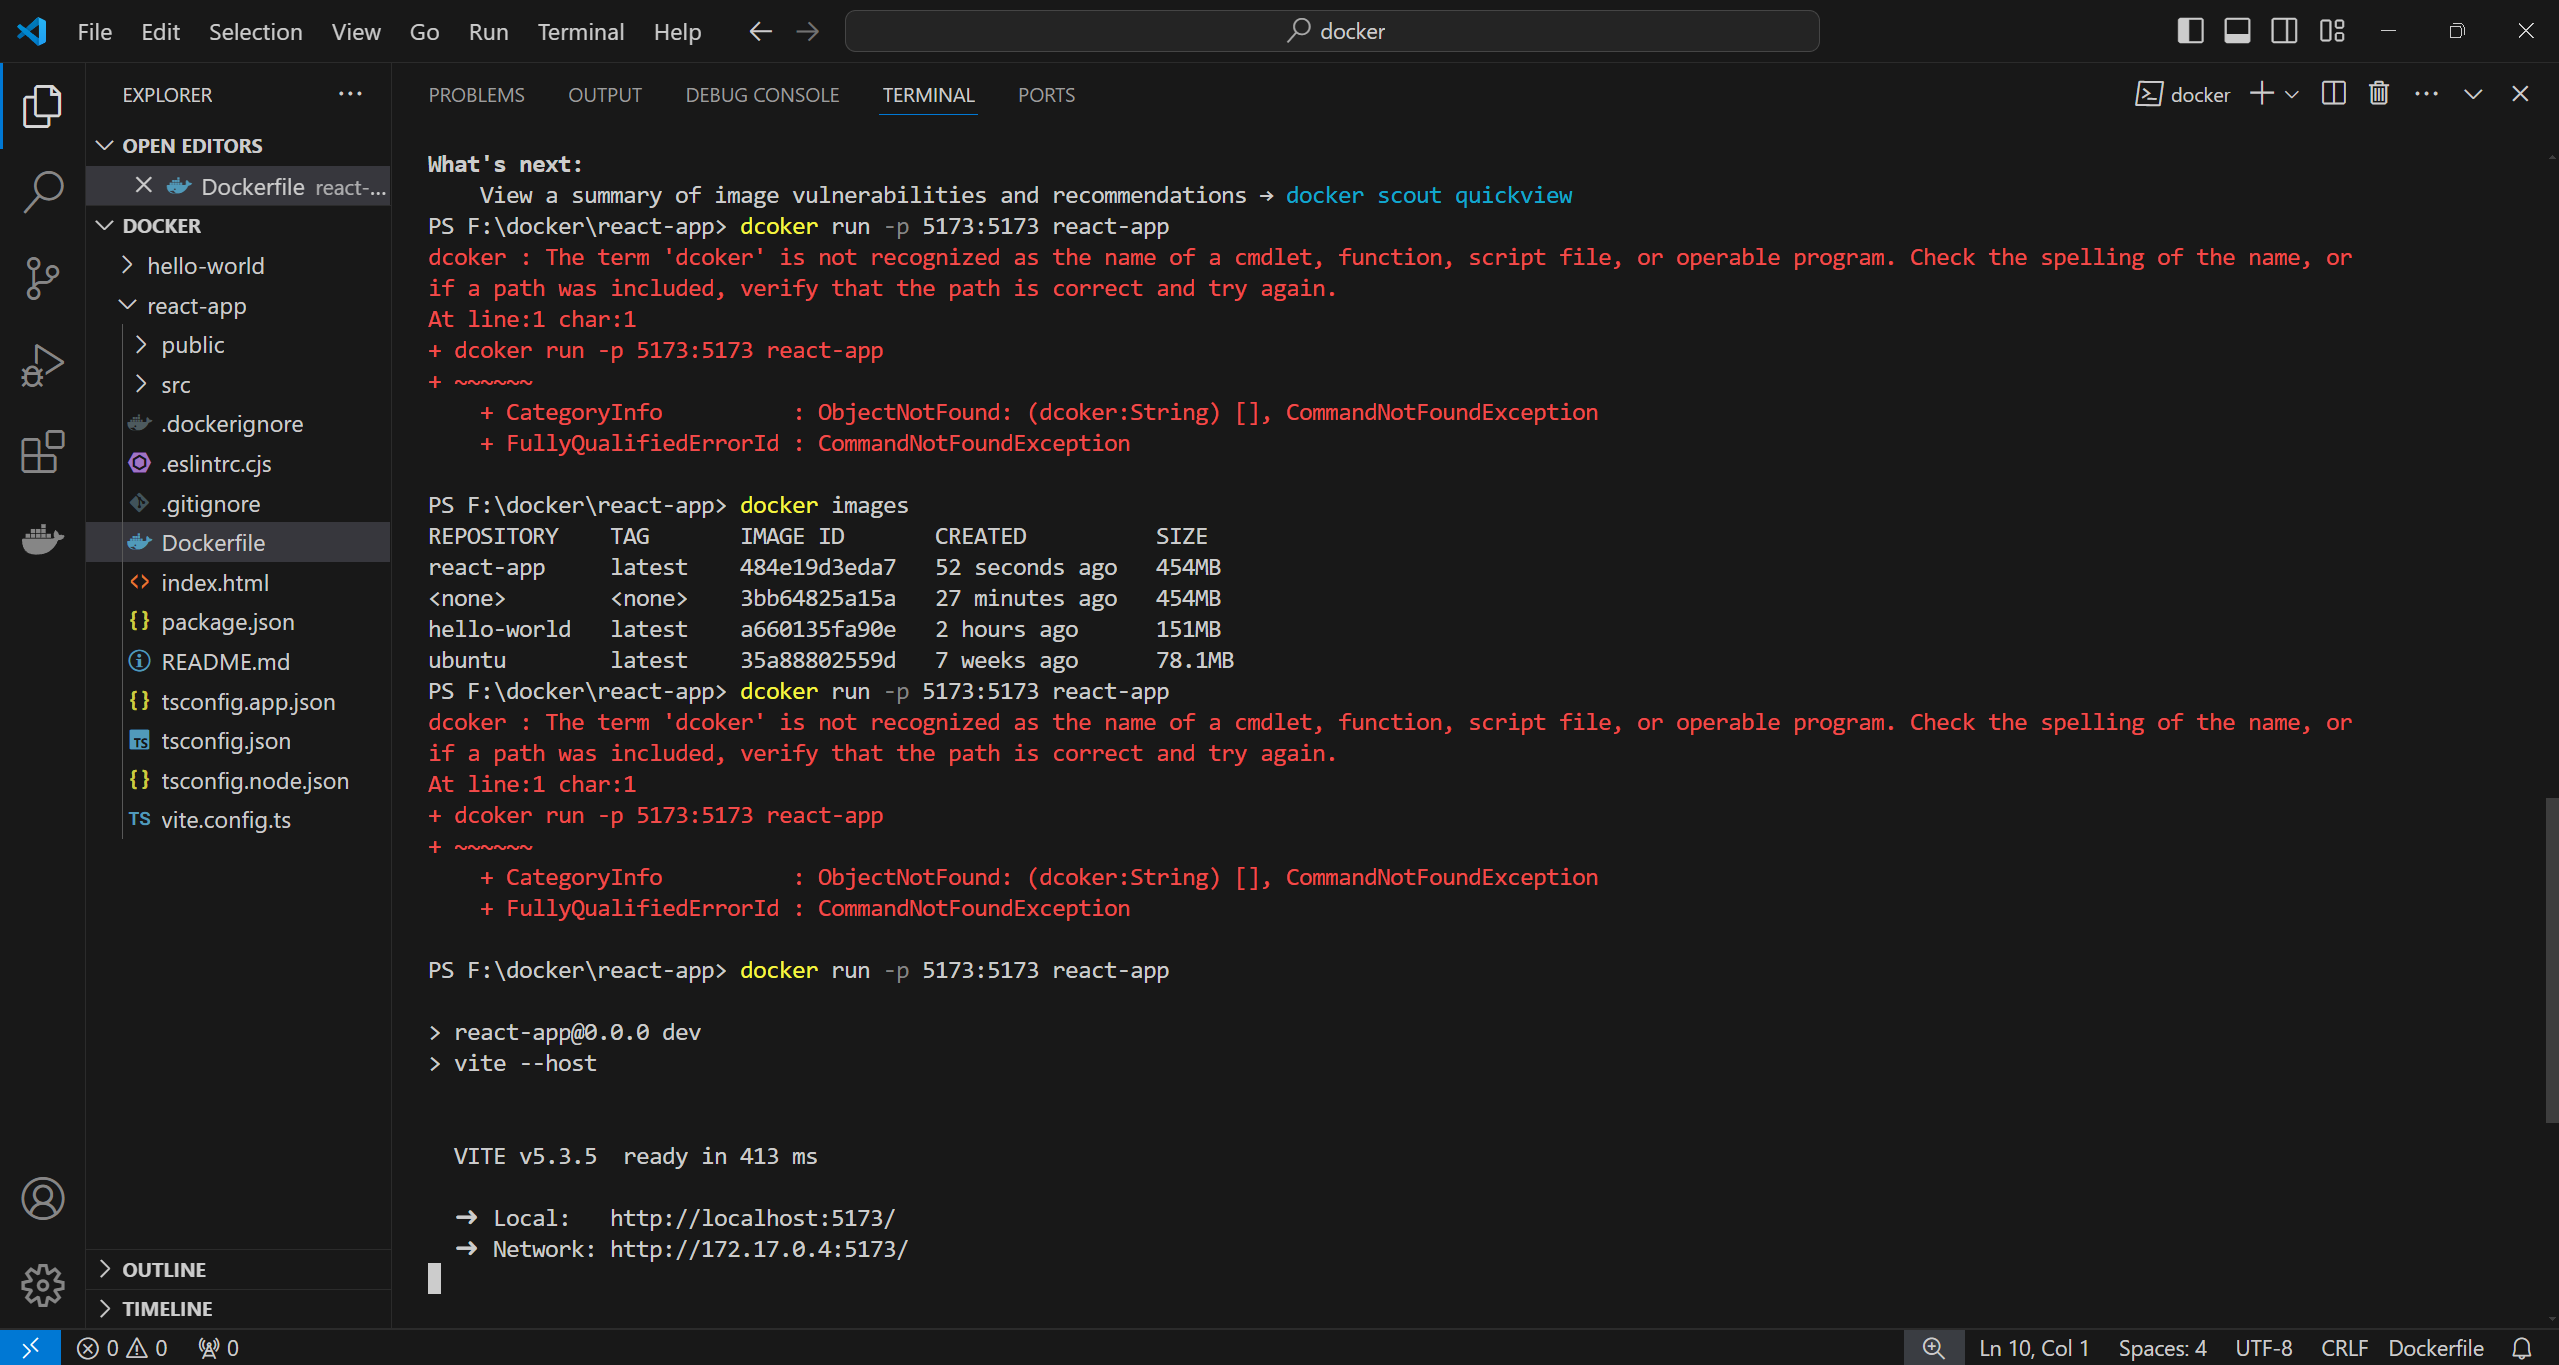 File Edit Selection View Go Run Terminal Help docker
EXPLORER
OPEN EDITORS
Dockerfile react-...
DOCKER
hello-world
react-app
public
src
.dockerignore
.eslintrc.cjs
.gitignore
Dockerfile
index.html
package.json
README.md
tsconfig.app.json
tsconfig.json
tsconfig.node.json
vite.config.ts
OUTLINE
TIMELINE
PROBLEMS OUTPUT DEBUG CONSOLE TERMINAL PORTS docker
What's next:
    View a summary of image vulnerabilities and recommendations → docker scout quickview
PS F:\docker\react-app> dcoker run -p 5173:5173 react-app
dcoker : The term 'dcoker' is not recognized as the name of a cmdlet, function, script file, or operable program. Check the spelling of the name, or
if a path was included, verify that the path is correct and try again.
At line:1 char:1
+ dcoker run -p 5173:5173 react-app
+ ~~~~~~
    + CategoryInfo          : ObjectNotFound: (dcoker:String) [], CommandNotFoundException
    + FullyQualifiedErrorId : CommandNotFoundException
PS F:\docker\react-app> docker images
REPOSITORY    TAG       IMAGE ID       CREATED          SIZE
react-app     latest    484e19d3eda7   52 seconds ago   454MB
<none>        <none>    3bb64825a15a   27 minutes ago   454MB
hello-world   latest    a660135fa90e   2 hours ago      151MB
ubuntu        latest    35a88802559d   7 weeks ago      78.1MB
PS F:\docker\react-app> dcoker run -p 5173:5173 react-app
dcoker : The term 'dcoker' is not recognized as the name of a cmdlet, function, script file, or operable program. Check the spelling of the name, or
if a path was included, verify that the path is correct and try again.
At line:1 char:1
+ dcoker run -p 5173:5173 react-app
+ ~~~~~~
    + CategoryInfo          : ObjectNotFound: (dcoker:String) [], CommandNotFoundException
    + FullyQualifiedErrorId : CommandNotFoundException
PS F:\docker\react-app> docker run -p 5173:5173 react-app
> react-app@0.0.0 dev
> vite --host
  VITE v5.3.5  ready in 413 ms
  ➜ Local:   http://localhost:5173/
  ➜ Network: http://172.17.0.4:5173/
0 0 0 Ln 10, Col 1 Spaces: 4 UTF-8 CRLF Dockerfile